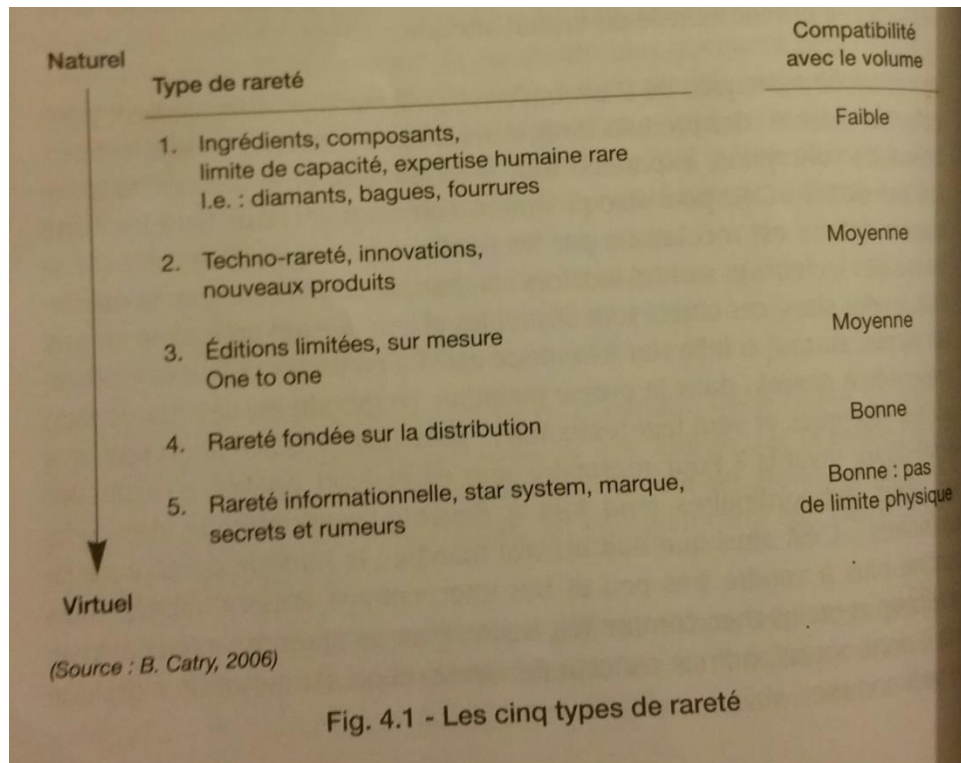 Naturel
Type de rareté
Compatibilité
avec le volume
1. Ingrédients, composants,
limite de capacité, expertise humaine rare
I.e. : diamants, bagues, fourrures
Faible
2. Techno-rareté, innovations,
nouveaux produits
Moyenne
3. Éditions limitées, sur mesure
One to one
Moyenne
4. Rareté fondée sur la distribution
Bonne
5. Rareté informationnelle, star system, marque,
secrets et rumeurs
Bonne : pas
de limite physique
Virtuel
(Source : B. Catry, 2006)
Fig. 4.1 - Les cinq types de rareté